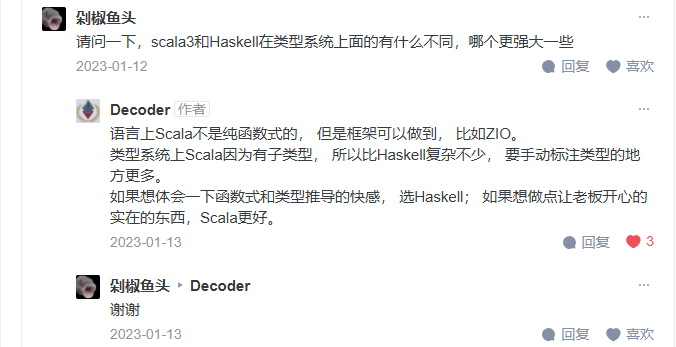 剁椒鱼头
请问一下，scala3和Haskell在类型系统上面的有什么不同，哪个更强大一些
2023-01-12 回复 喜欢
Decoder 作者
语言上Scala不是纯函数式的， 但是框架可以做到， 比如ZIO。
类型系统上Scala因为有子类型， 所以比Haskell复杂不少， 要手动标注类型的地
方更多。
如果想体会一下函数式和类型推导的快感， 选Haskell； 如果想做点让老板开心的
实在的东西，Scala更好。
2023-01-13 回复 3
剁椒鱼头 Decoder
谢谢
2023-01-13 回复 喜欢